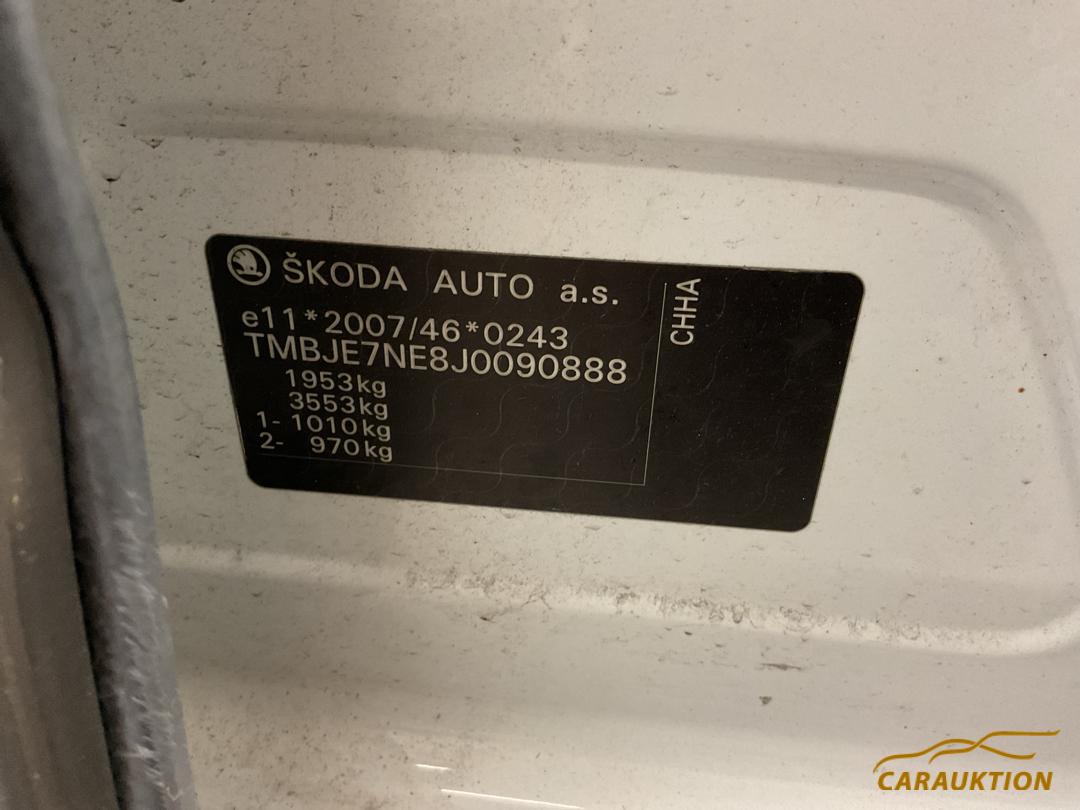 ŠKODA AUTO a.s.
e11*2007/46*0243
TMBJE7NE8J0090888
1953kg
3553kg
1- 1010kg
2- 970kg
CHHA
CARAUKTION